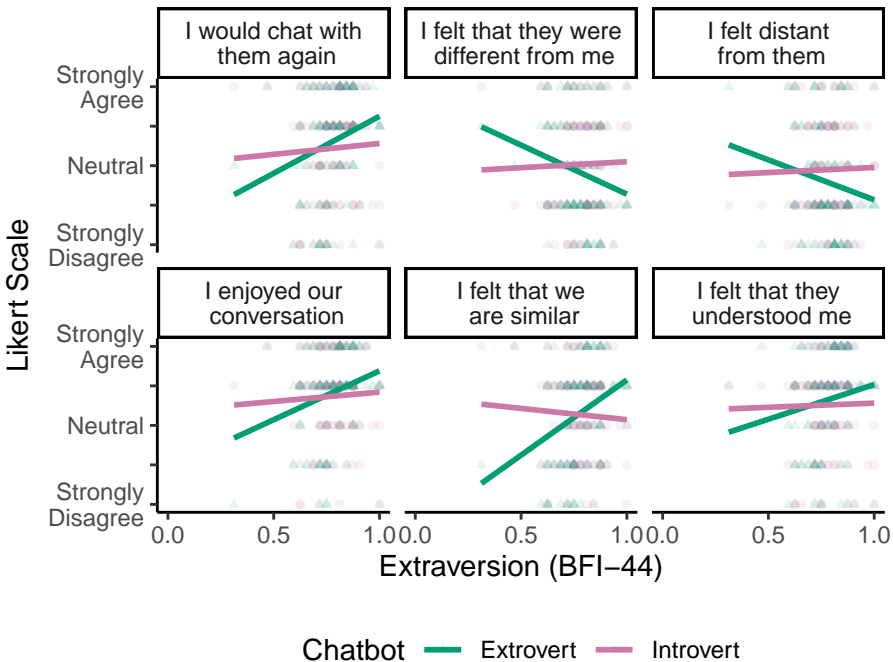 I would chat with
them again
I felt that they were
different from me
I felt distant
from them
Strongly
Agree
Neutral
Strongly
Disagree
I enjoyed our
conversation
I felt that we
are similar
I felt that they
understood me
Strongly
Agree
Neutral
Strongly
Disagree
Likert Scale
0.0 0.5 1.0 0.0 0.5 1.0 0.0 0.5 1.0
Extraversion (BFI−44)
Chatbot Extrovert Introvert